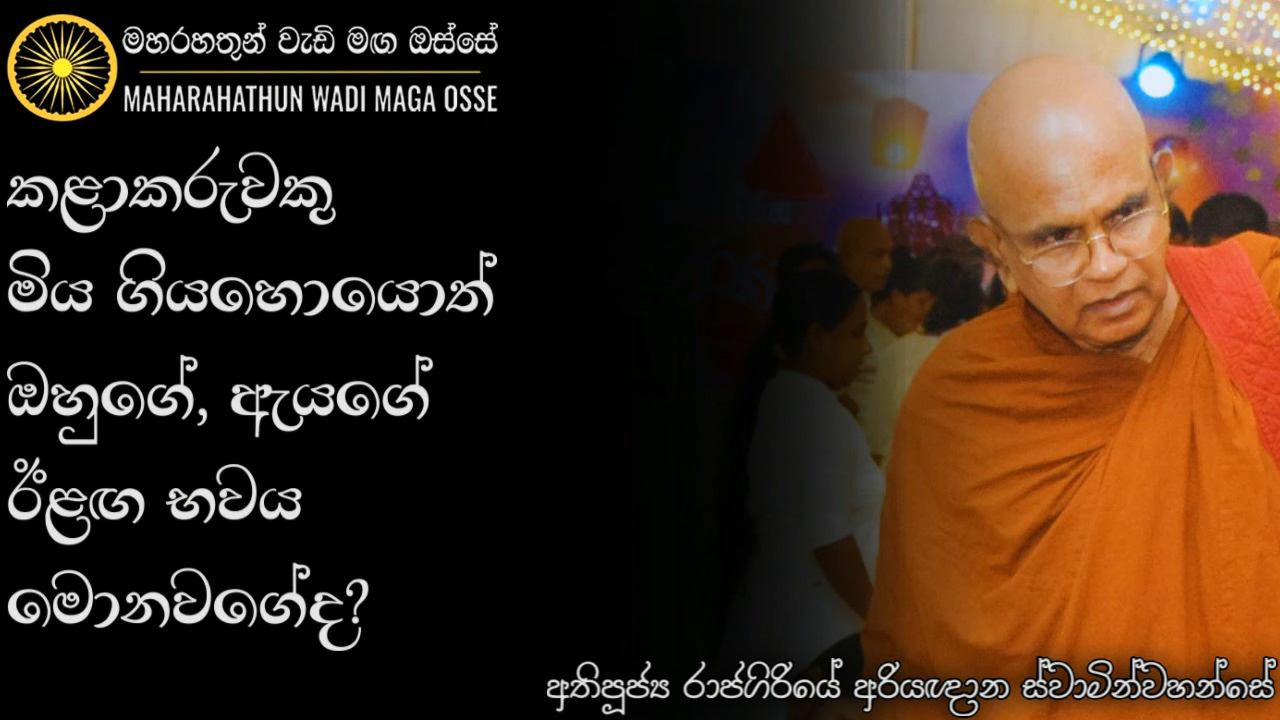 මහරහතුන් වැඩි මඟ ඔස්සේ
MAHARAHATHUN WADI MAGA OSSE
කළාකරුවකු
මිය ගියහොයොත්
ඔහුගේ, ඇයගේ
ඊළඟ භවය
මොනවගේද?
අතිපූජ්‍ය රාජගිරියේ අරියඥාන ස්වාමින්වහන්සේ